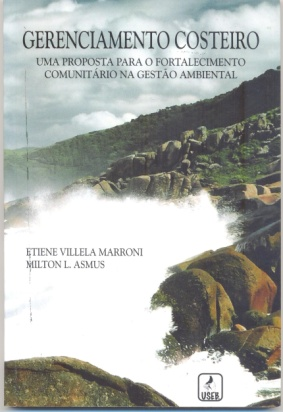 GERENCIAMENTO COSTEIRO
UMA PROPOSTA PARA O FORTALECIMENTO
COMUNITÁRIO NA GESTÃO AMBIENTAL
ETIENE VILLELA MARRONI
MILTON L. ASMUS
USEB